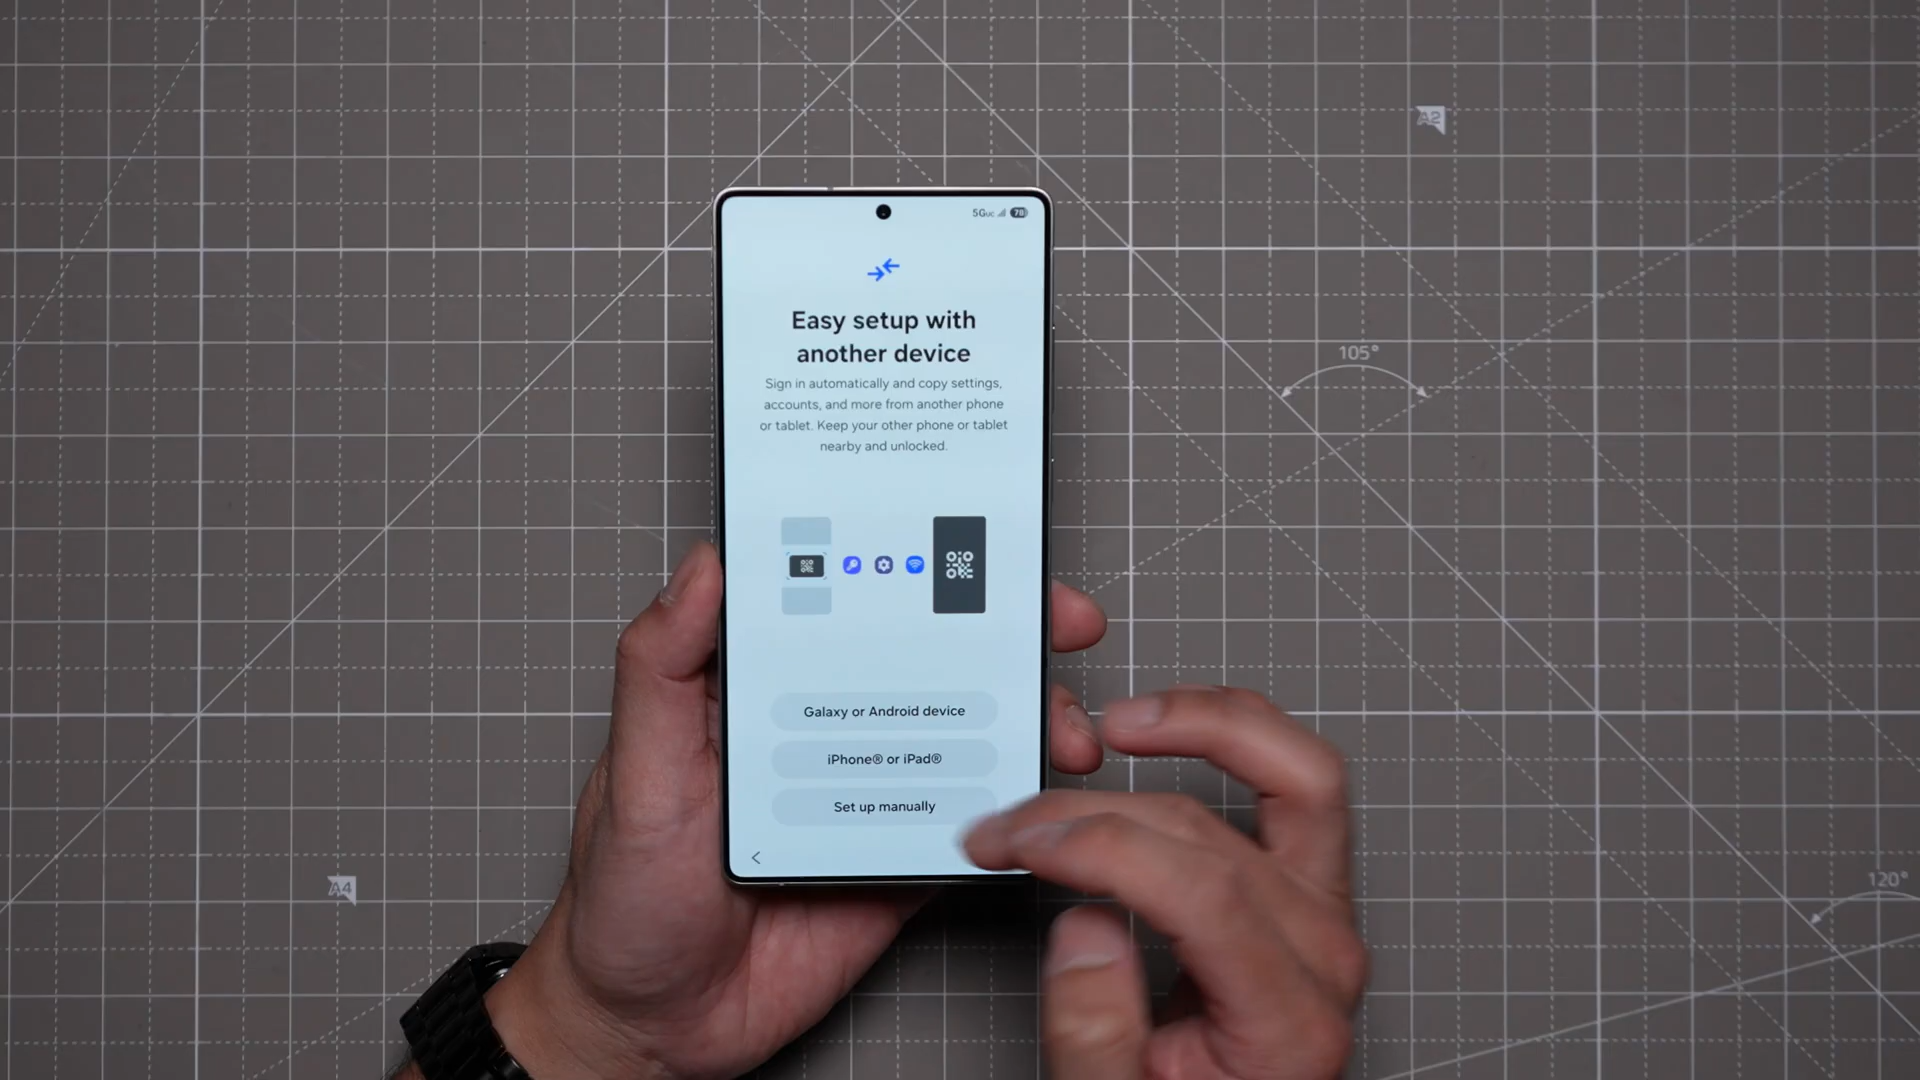 A2
5GUC 78
Easy setup with
another device
Sign in automatically and copy settings,
accounts, and more from another phone
or tablet. Keep your other phone or tablet
nearby and unlocked.
105°
Galaxy or Android device
iPhone® or iPad®
Set up manually
A4
120°